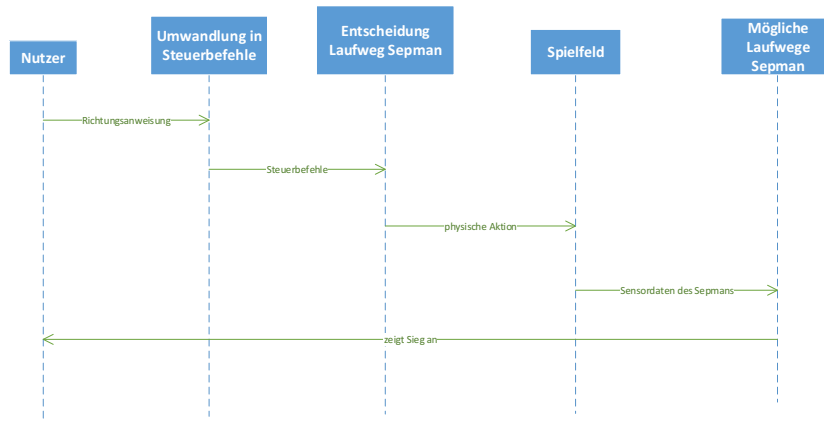 Nutzer
Umwandlung in
Steuerbefehle
Entscheidung
Laufweg Sepman
Spielfeld
Mögliche
Laufwege
Sepman
Richtungsanweisung
Steuerbefehle
physische Aktion
Sensordaten des Sepmans
zeigt Sieg an